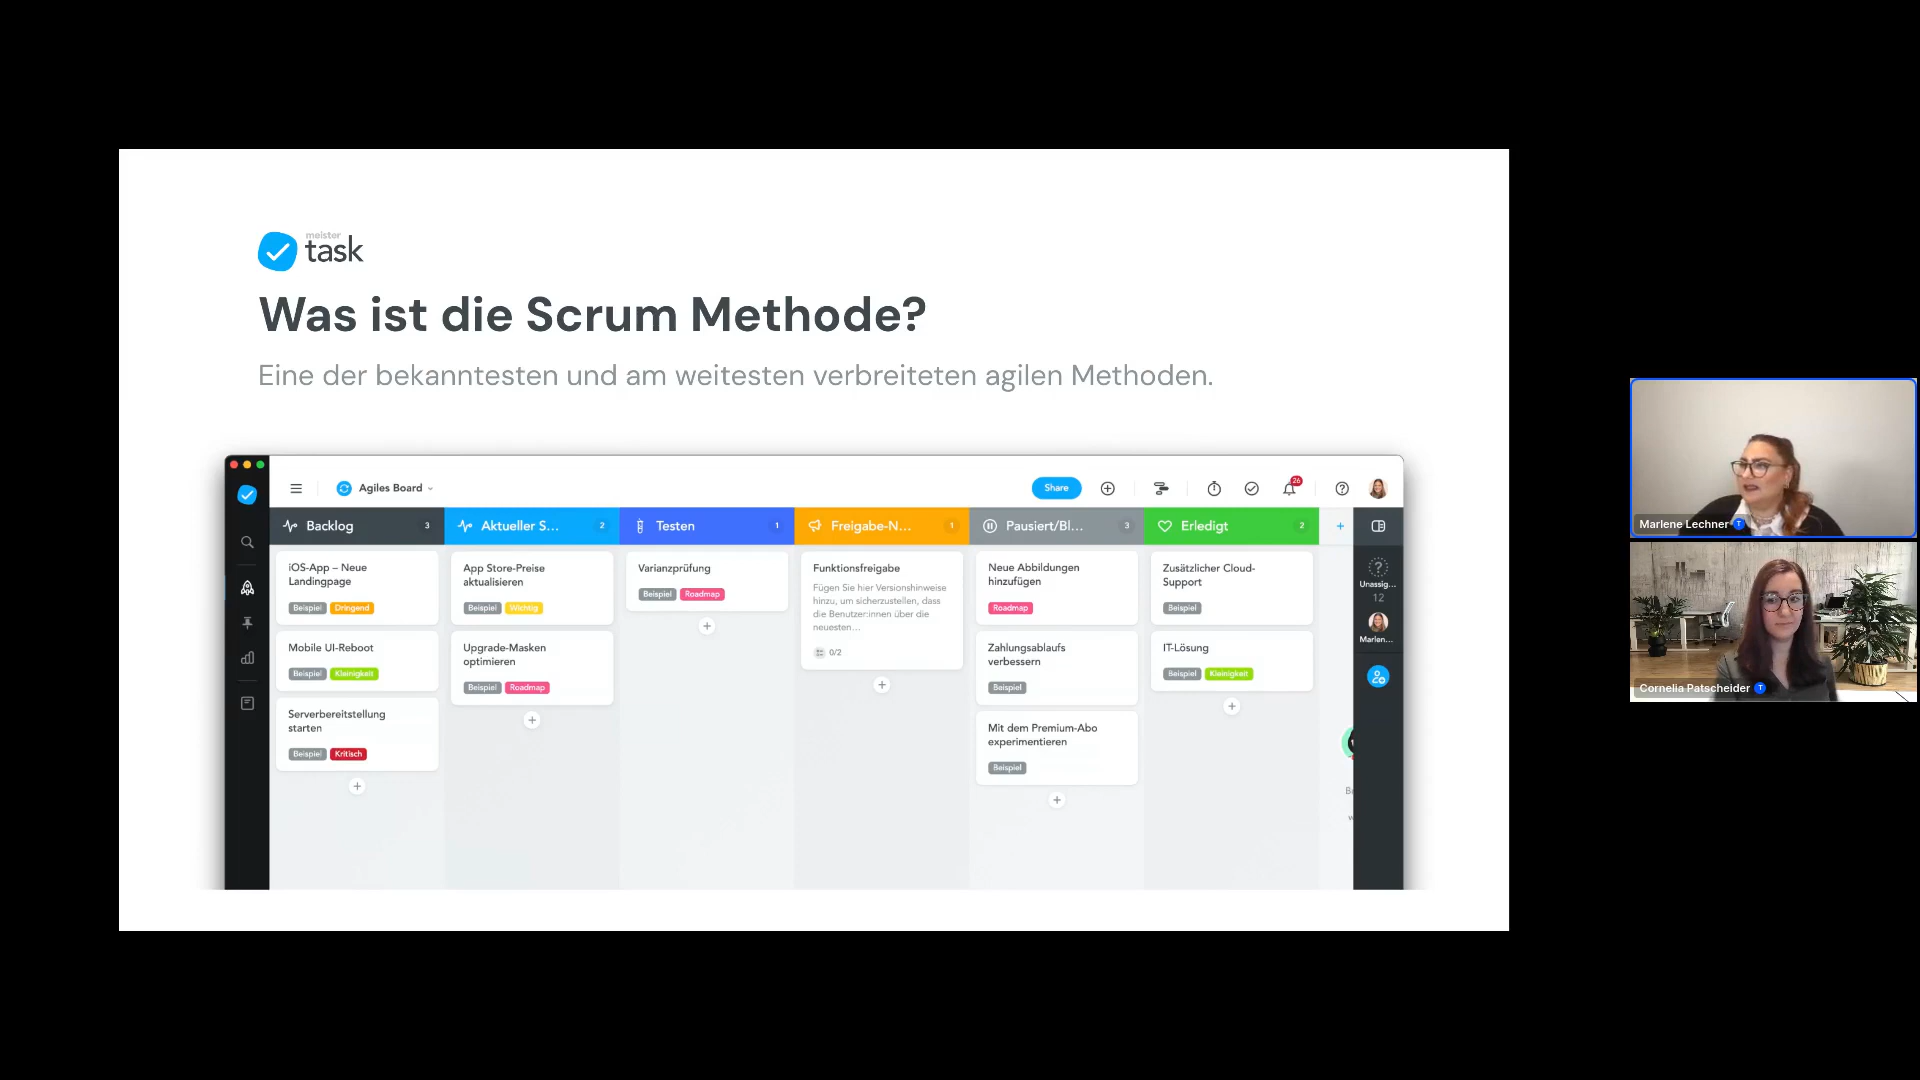 meister
task
Was ist die Scrum Methode?
Eine der bekanntesten und am weitesten verbreiteten agilen Methoden.
Agiles Board
Share
26
Backlog 3
Aktueller S... 2
Testen 1
Freigabe-N... 1
Pausiert/Bl... 3
Erledigt 2
iOS-App – Neue
Landingpage
Beispiel Dringend
Mobile UI-Reboot
Beispiel Kleinigkeit
Serverbereitstellung
starten
Beispiel Kritisch
App Store-Preise
aktualisieren
Beispiel Wichtig
Upgrade-Masken
optimieren
Beispiel Roadmap
Varianzprüfung
Beispiel Roadmap
Funktionsfreigabe
Fügen Sie hier Versionshinweise
hinzu, um sicherzustellen, dass
die Benutzer:innen über die
neuesten...
0/2
Neue Abbildungen
hinzufügen
Roadmap
Zahlungsablaufs
verbessern
Beispiel
Mit dem Premium-Abo
experimentieren
Beispiel
Zusätzlicher Cloud-
Support
Beispiel
IT-Lösung
Beispiel Kleinigkeit
Unassig...
12
Marlen...
Marlene Lechner T
Cornelia Patscheider T